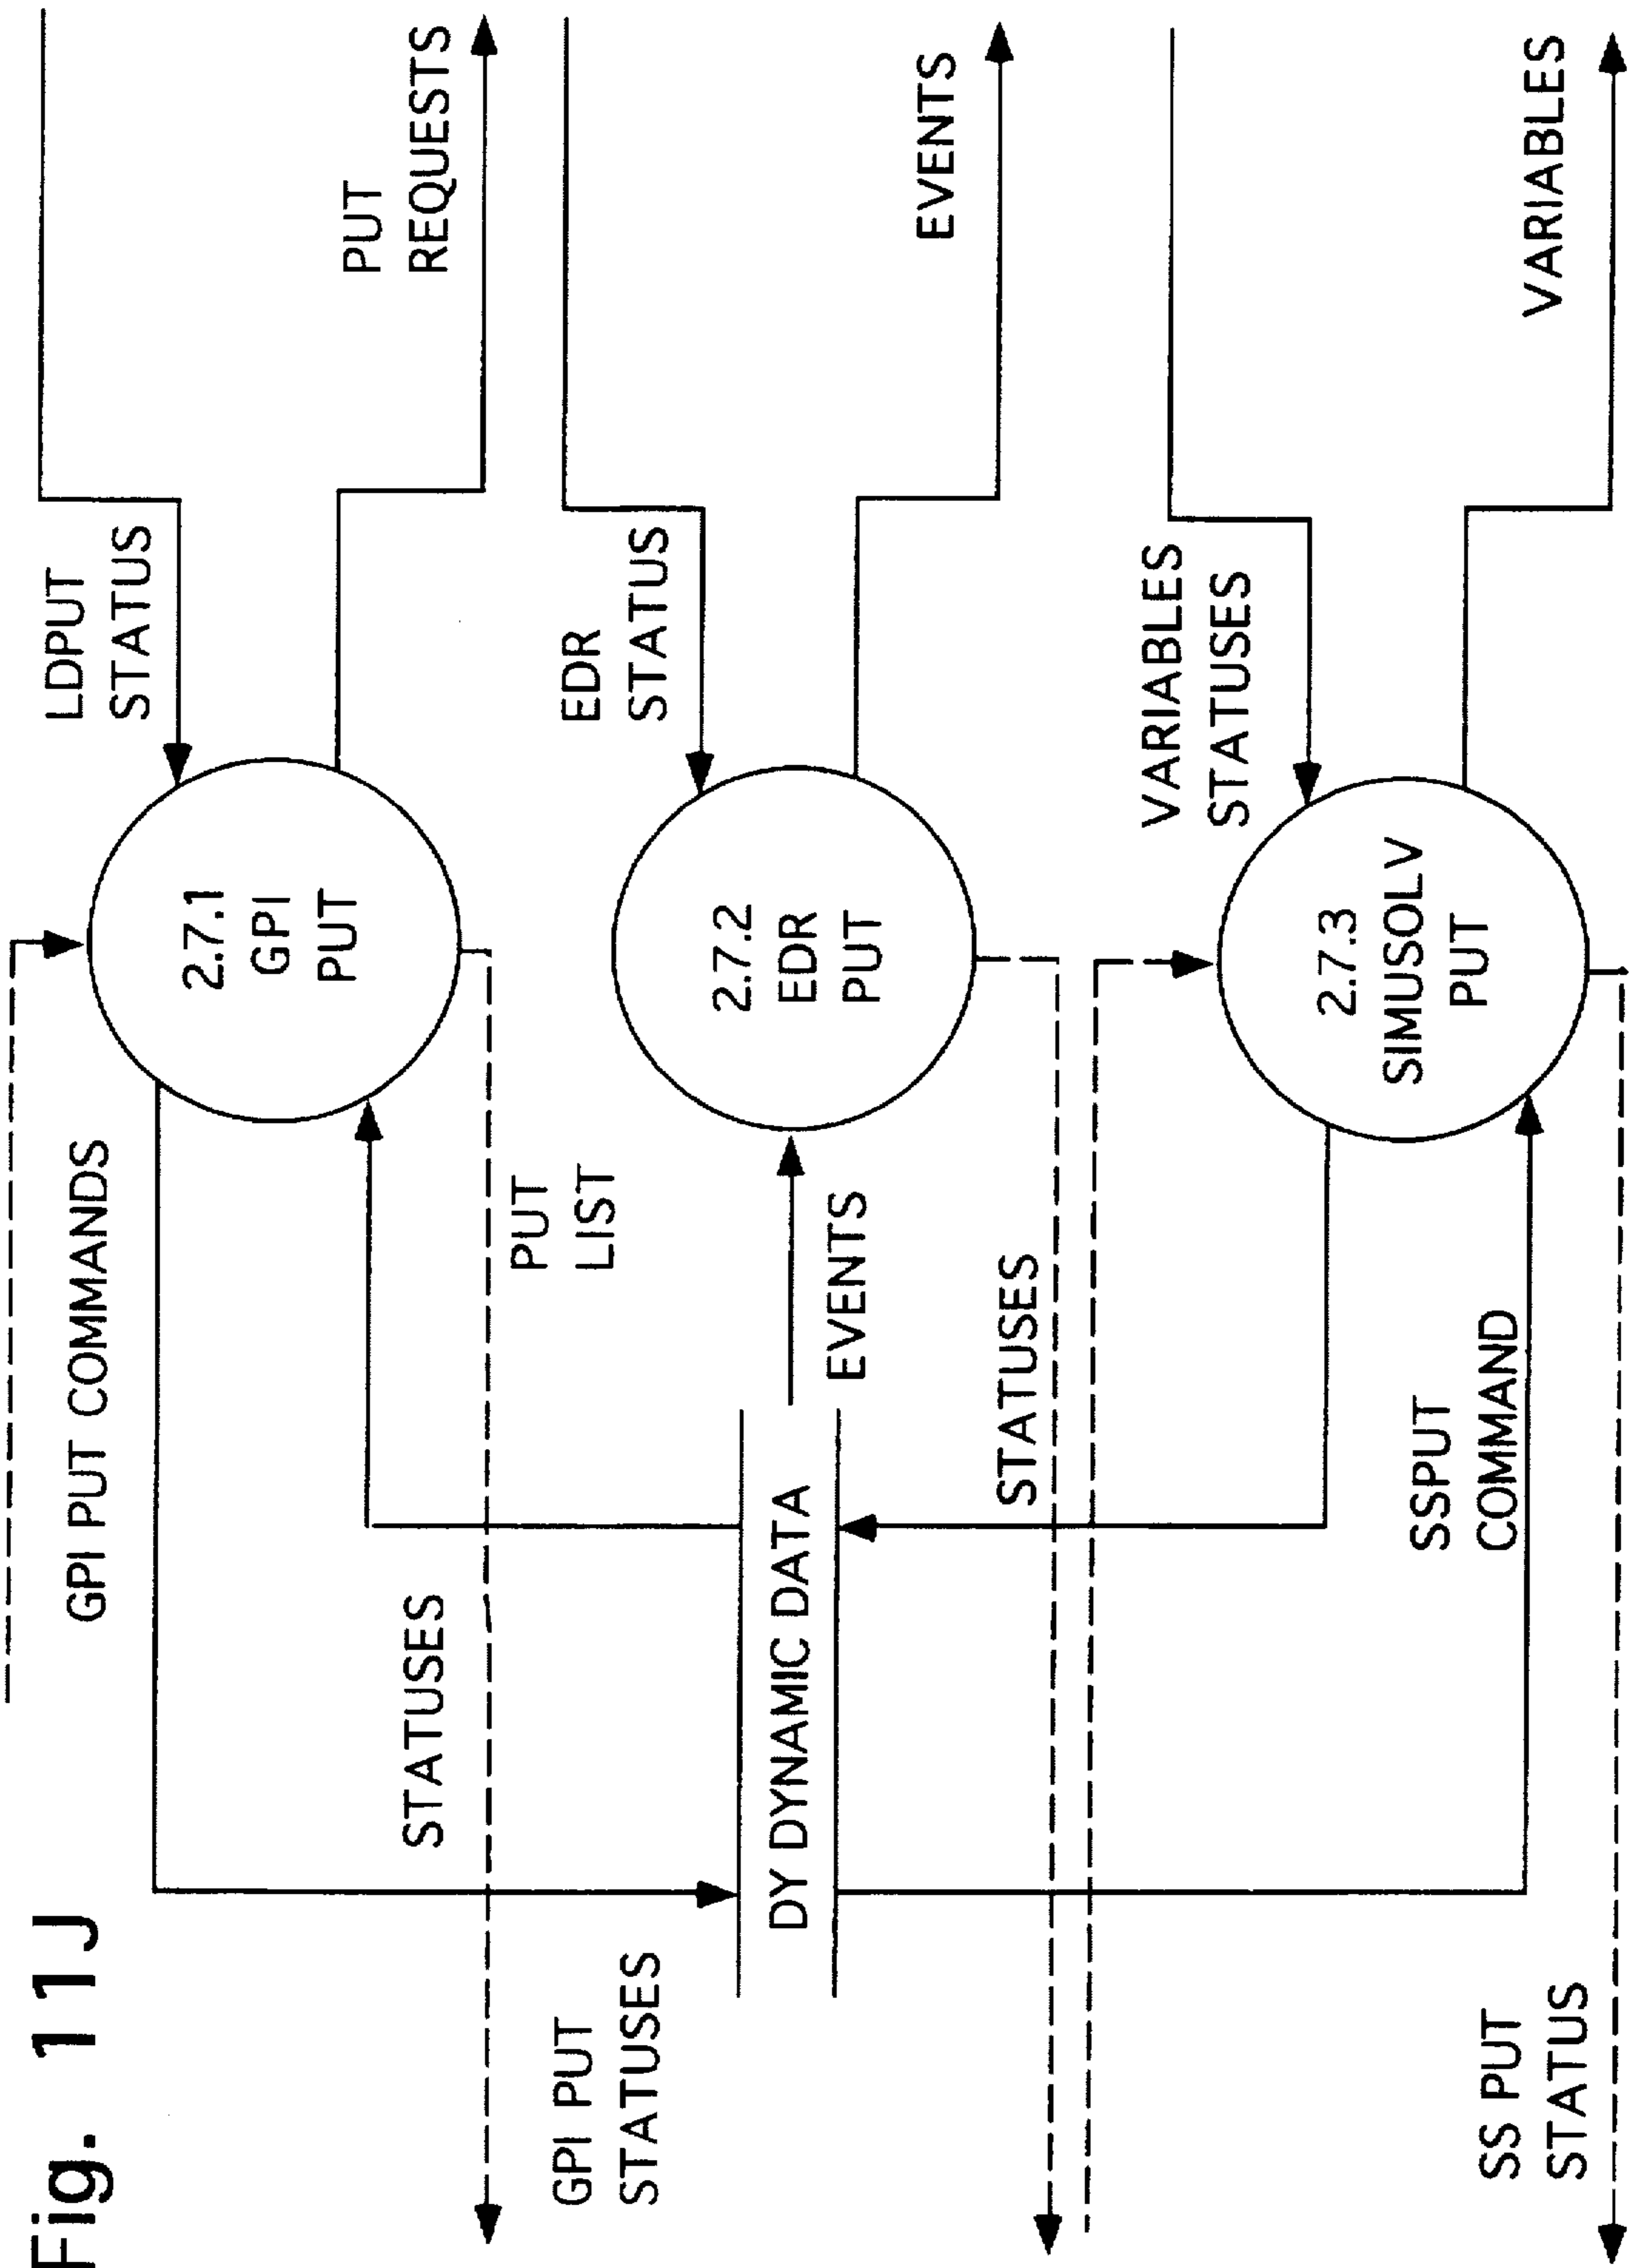 Fig. 11J
GPI PUT COMMANDS
LDPUT
STATUS
2.7.1
GPI
PUT
PUT
REQUESTS
STATUSES
PUT
LIST
GPI PUT
STATUSES
EDR
STATUS
2.7.2
EDR
PUT
EVENTS
DY DYNAMIC DATA
EVENTS
STATUSES
VARIABLES
STATUSES
2.7.3
SIMUSOLV
PUT
SSPUT
COMMAND
VARIABLES
SS PUT
STATUS